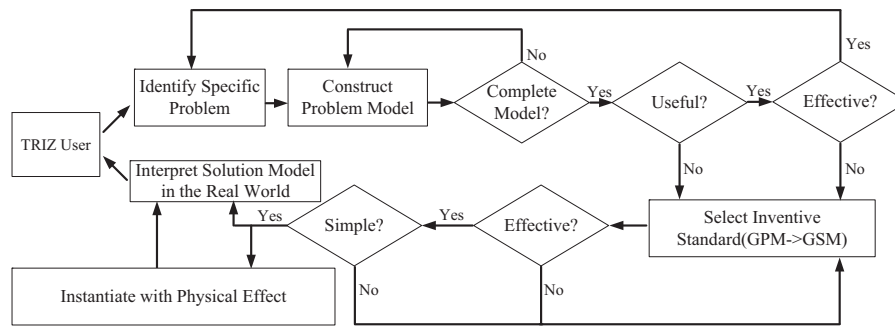 Yes
No
Identify Specific
Problem
Construct
Problem Model
Complete
Model?
Yes
Useful?
Yes
Effective?
TRIZ User
No
No
Interpret Solution Model
in the Real World
Yes
Simple?
Yes
Effective?
Select Inventive
Standard(GPM->GSM)
Instantiate with Physical Effect
No
No